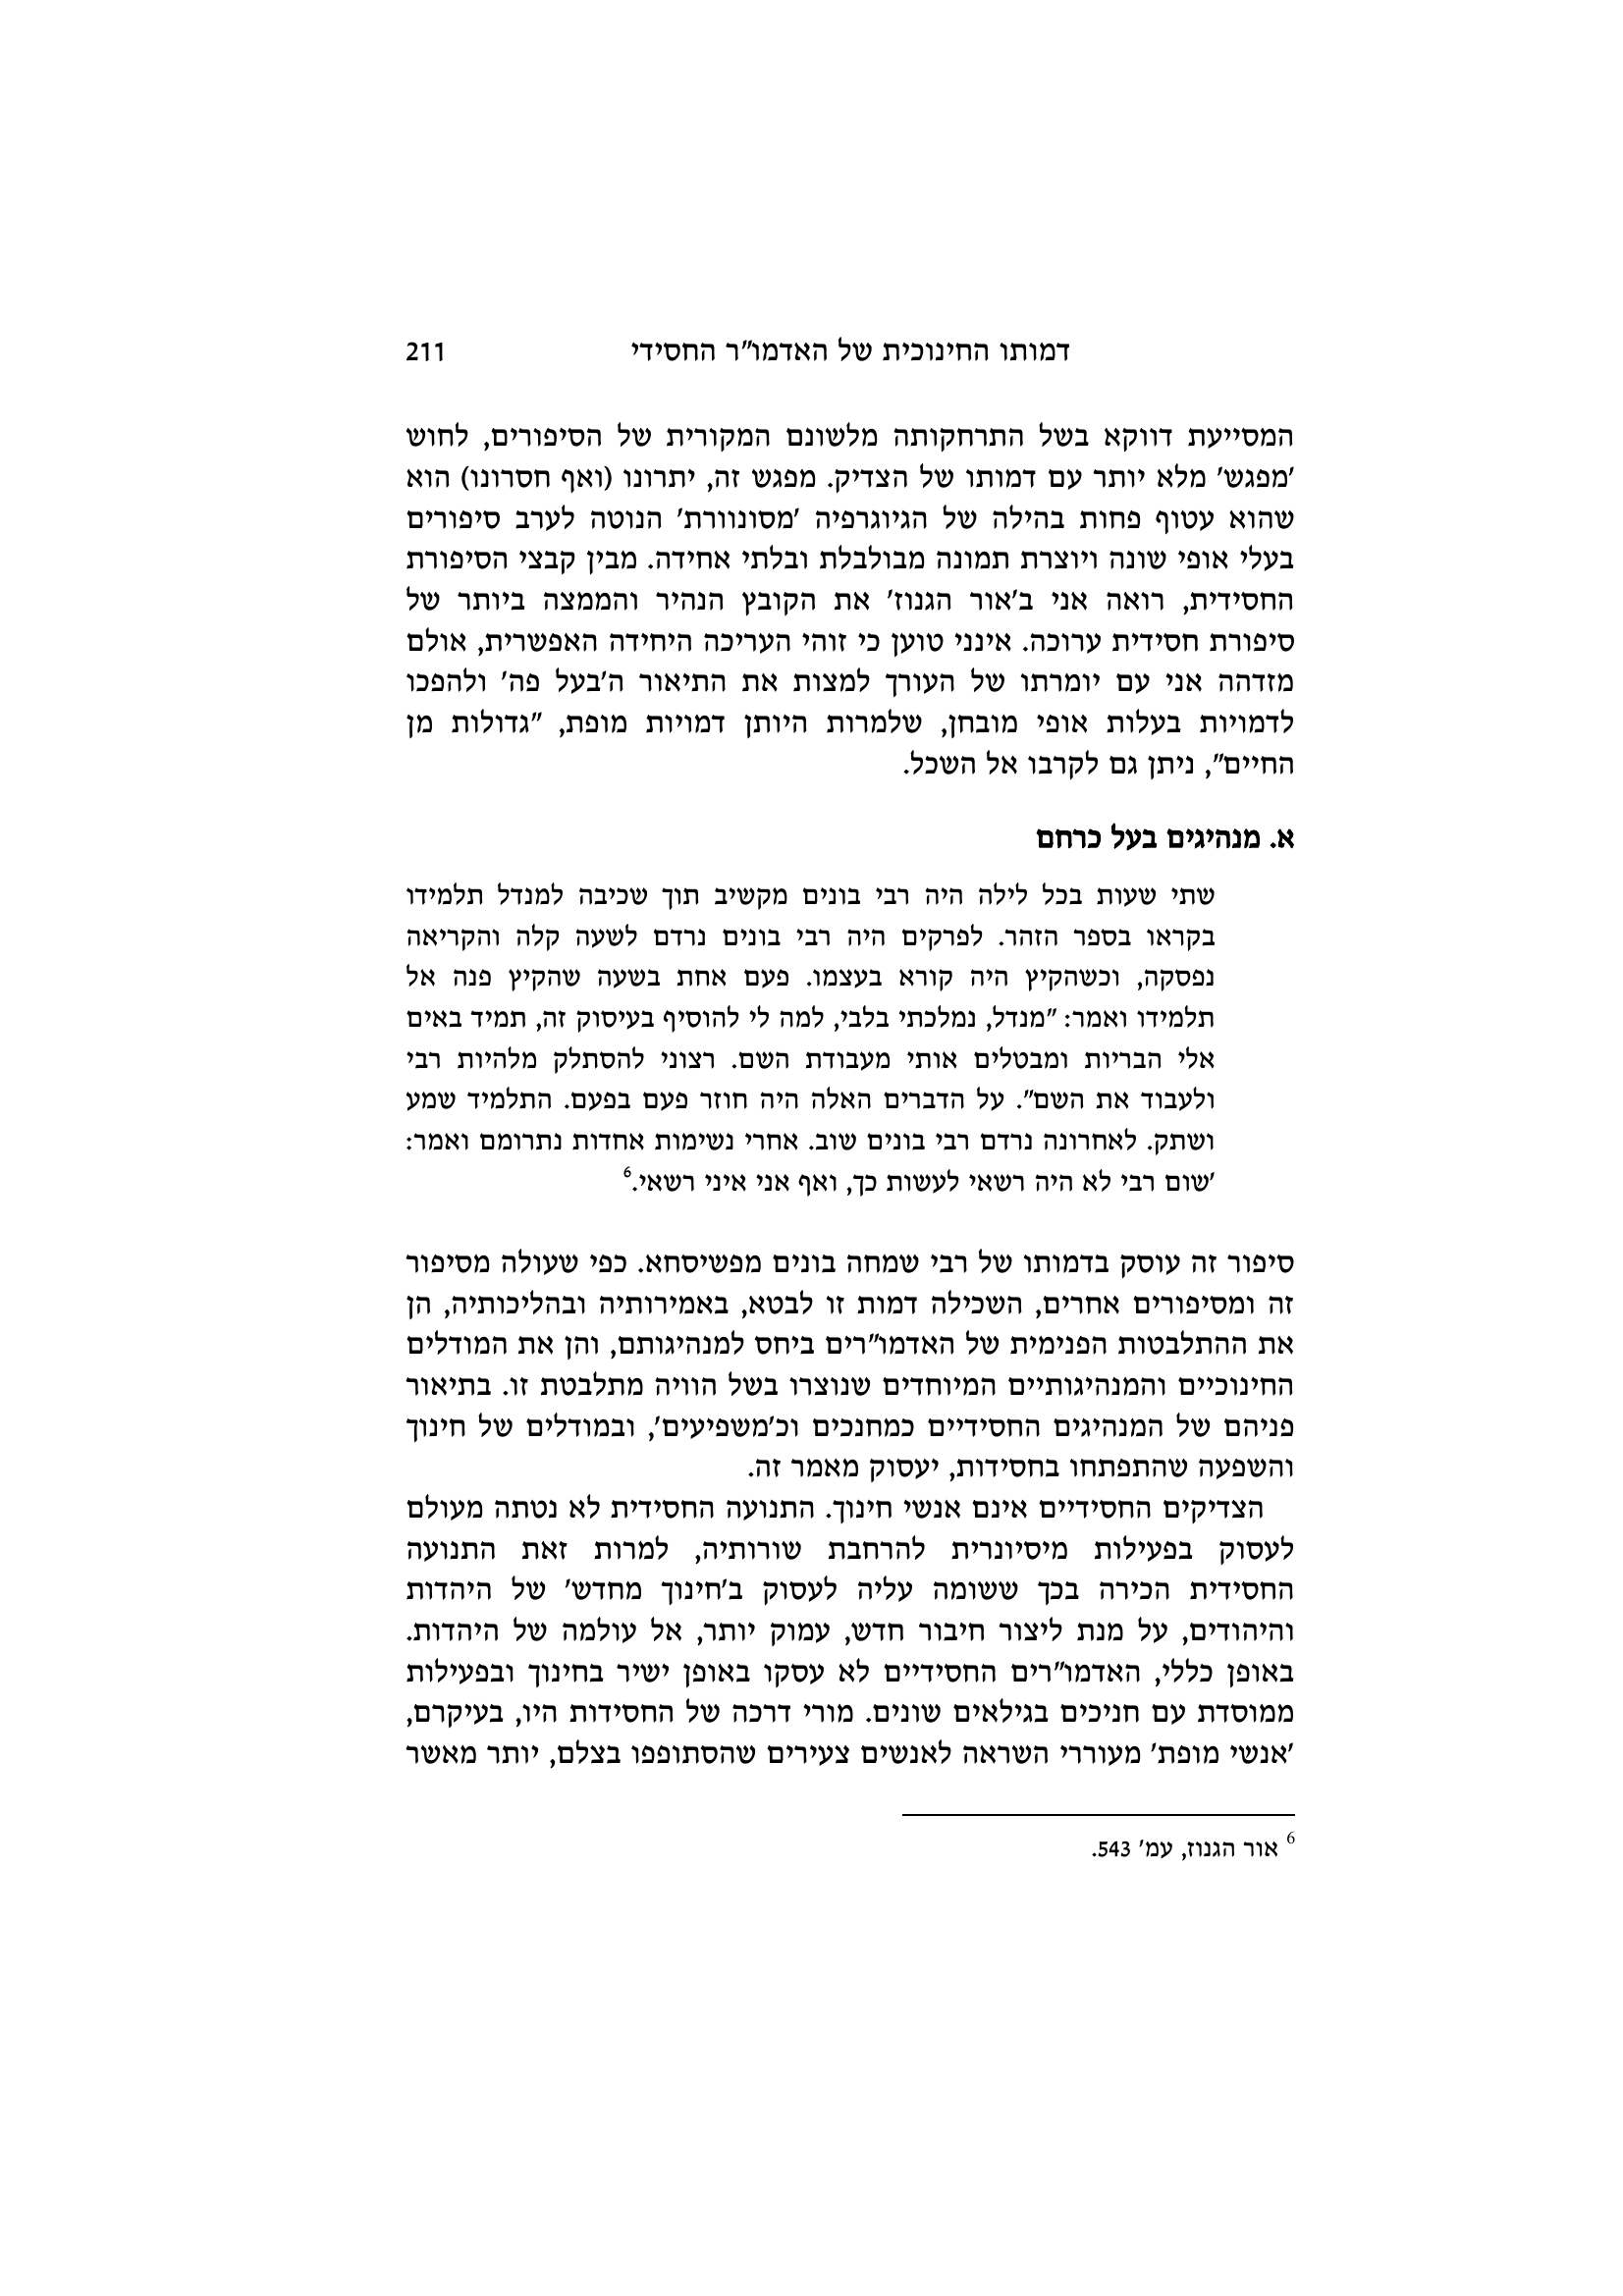 דמותו החינוכית של האדמו"ר החסידי 211
המסייעת דווקא בשל התרחקותה מלשונם המקורית של הסיפורים, לחוש
'מפגש' מלא יותר עם דמותו של הצדיק. מפגש זה, יתרונו (ואף חסרונו) הוא
שהוא עטוף פחות בהילה של הגיוגרפיה 'מסונוורת' הנוטה לערב סיפורים
בעלי אופי שונה ויוצרת תמונה מבולבלת ובלתי אחידה. מבין קבצי הסיפורת
החסידית, רואה אני ב'אור הגנוז' את הקובץ הנהיר והממצה ביותר של
סיפורת חסידית ערוכה. אינני טוען כי זוהי העריכה היחידה האפשרית, אולם
מזדהה אני עם יומרתו של העורך למצות את התיאור ה'בעל פה' ולהפכו
לדמויות בעלות אופי מובחן, שלמרות היותן דמויות מופת, "גדולות מן
החיים", ניתן גם לקרבו אל השכל.
א. מנהיגים בעל כרחם
שתי שעות בכל לילה היה רבי בונים מקשיב תוך שכיבה למנדל תלמידו
בקראו בספר הזהר. לפרקים היה רבי בונים נרדם לשעה קלה והקריאה
נפסקה, וכשהקיץ היה קורא בעצמו. פעם אחת בשעה שהקיץ פנה אל
תלמידו ואמר: "מנדל, נמלכתי בלבי, למה לי להוסיף בעיסוק זה, תמיד באים
אלי הבריות ומבטלים אותי מעבודת השם. רצוני להסתלק מלהיות רבי
ולעבוד את השם". על הדברים האלה היה חוזר פעם בפעם. התלמיד שמע
ושתק. לאחרונה נרדם רבי בונים שוב. אחרי נשימות אחדות נתרומם ואמר:
'שום רבי לא היה רשאי לעשות כך, ואף אני איני רשאי.6
סיפור זה עוסק בדמותו של רבי שמחה בונים מפשיסחא. כפי שעולה מסיפור
זה ומסיפורים אחרים, השכילה דמות זו לבטא, באמירותיה ובהליכותיה, הן
את ההתלבטות הפנימית של האדמו"רים ביחס למנהיגותם, והן את המודלים
החינוכיים והמנהיגותיים המיוחדים שנוצרו בשל הוויה מתלבטת זו. בתיאור
פניהם של המנהיגים החסידיים כמחנכים וכ'משפיעים', ובמודלים של חינוך
והשפעה שהתפתחו בחסידות, יעסוק מאמר זה.
הצדיקים החסידיים אינם אנשי חינוך. התנועה החסידית לא נטתה מעולם
לעסוק בפעילות מיסיונרית להרחבת שורותיה, למרות זאת התנועה
החסידית הכירה בכך ששומה עליה לעסוק ב'חינוך מחדש' של היהדות
והיהודים, על מנת ליצור חיבור חדש, עמוק יותר, אל עולמה של היהדות.
באופן כללי, האדמו"רים החסידיים לא עסקו באופן ישיר בחינוך ובפעילות
ממוסדת עם חניכים בגילאים שונים. מורי דרכה של החסידות היו, בעיקרם,
'אנשי מופת' מעוררי השראה לאנשים צעירים שהסתופפו בצלם, יותר מאשר
6 אור הגנוז, עמ' 543.